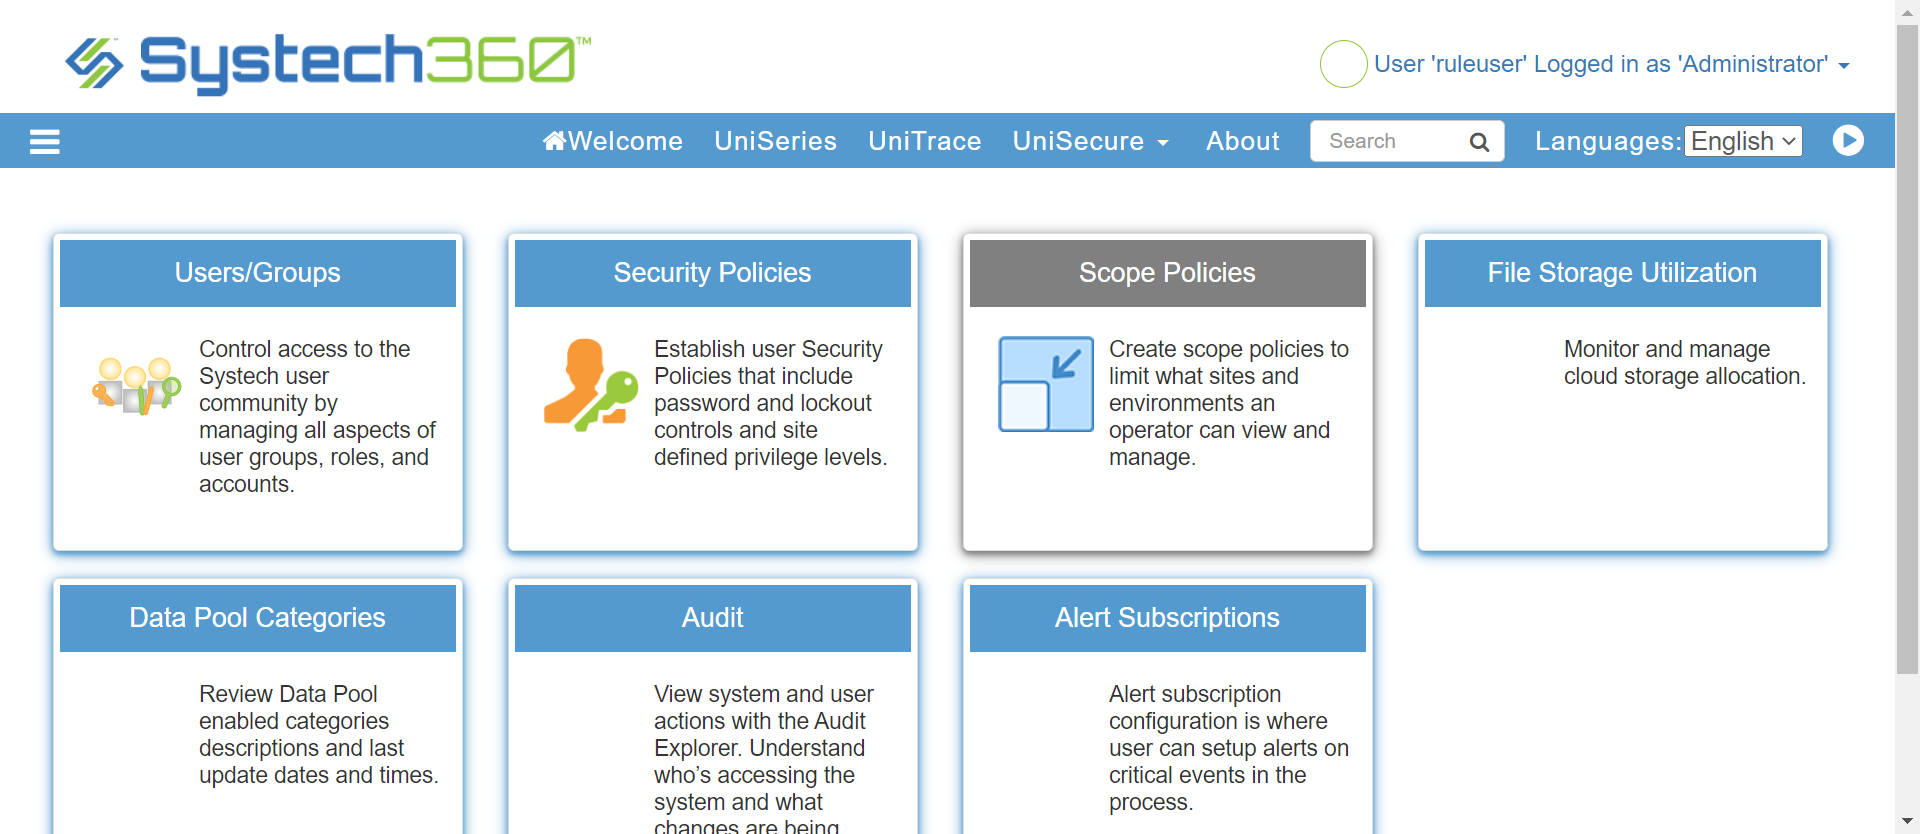 Systech360™
User 'ruleuser' Logged in as 'Administrator'
Welcome UniSeries UniTrace UniSecure About Search Languages: English
Users/Groups
Control access to the
Systech user
community by
managing all aspects of
user groups, roles, and
accounts.
Security Policies
Establish user Security
Policies that include
password and lockout
controls and site
defined privilege levels.
Scope Policies
Create scope policies to
limit what sites and
environments an
operator can view and
manage.
File Storage Utilization
Monitor and manage
cloud storage allocation.
Data Pool Categories
Review Data Pool
enabled categories
descriptions and last
update dates and times.
Audit
View system and user
actions with the Audit
Explorer. Understand
who’s accessing the
system and what
changes are being
Alert Subscriptions
Alert subscription
configuration is where
user can setup alerts on
critical events in the
process.